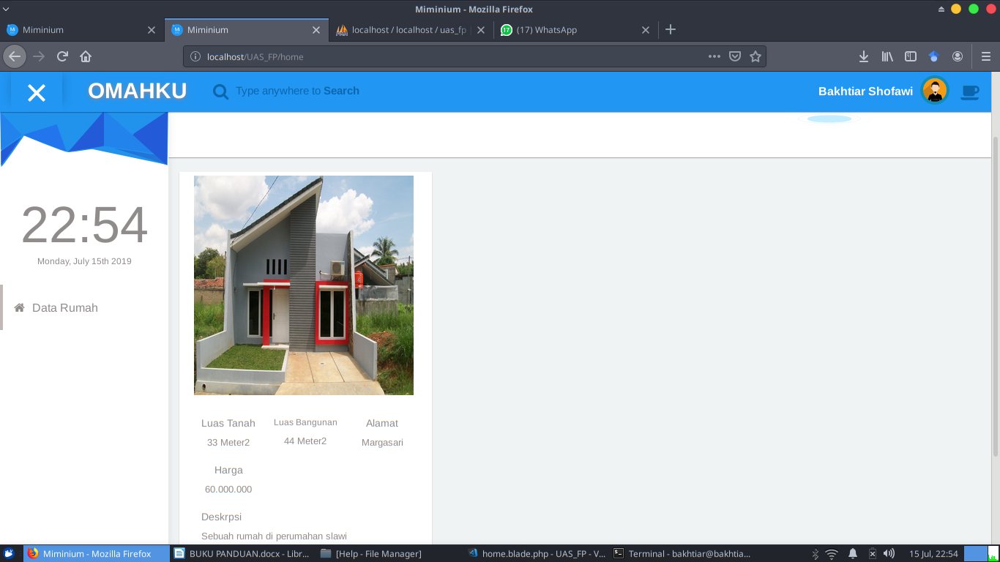 Miminium - Mozilla Firefox
Miminium
Miminium
localhost / localhost / uas_fp
17
(17) WhatsApp
localhost/UAS_FP/home
OMAHKU
Type anywhere to Search
Bakhtiar Shofawi
22:54
Monday, July 15th 2019
Data Rumah
Luas Tanah
Luas Bangunan
Alamat
33 Meter2
44 Meter2
Margasari
Harga
60.000.000
Deskrpsi
Sebuah rumah di perumahan slawi
Miminium - Mozilla Firefox
BUKU PANDUAN.docx - Libr...
[Help - File Manager]
home.blade.php - UAS_FP - V...
Terminal - bakhtiar@bakhtia...
15 Jul, 22:54